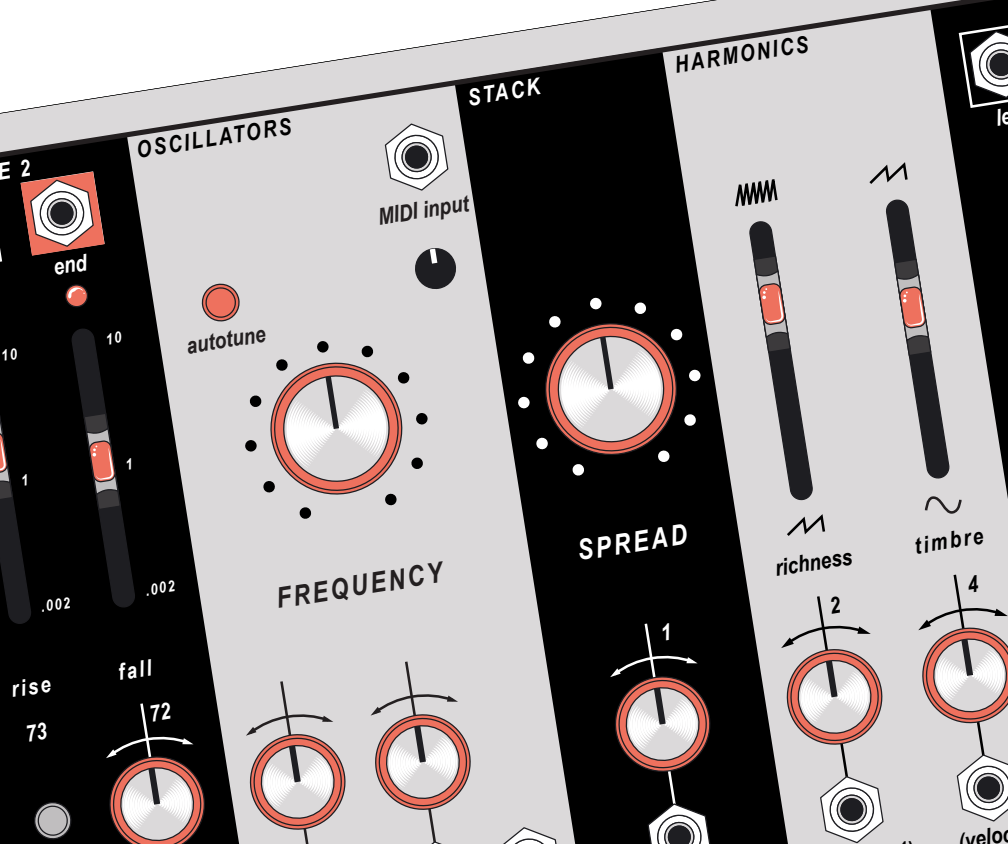 E 2
OSCILLATORS
STACK
HARMONICS
MIDI input
end
autotune
10
10
1
1
.002
.002
FREQUENCY
SPREAD
richness
timbre
rise
fall
73
72
1
2
4